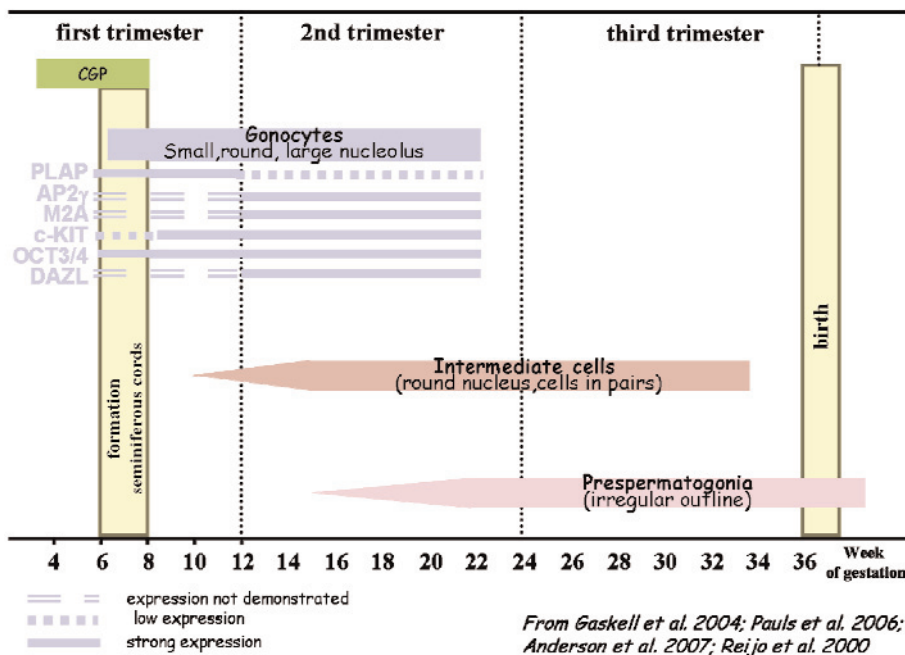 first trimester 2nd trimester third trimester
CGP
Gonocytes
Small,round, large nucleolus
PLAP
AP2γ
M2A
c-KIT
OCT3/4
DAZL
formation
seminiferous cords
Intermediate cells
(round nucleus,cells in pairs)
birth
Prespermatogonia
(irregular outline)
4 6 8 10 12 14 16 18 20 22 24 26 28 30 32 34 36 Week
of gestation
expression not demonstrated
low expression
strong expression
From Gaskell et al. 2004; Pauls et al. 2006;
Anderson et al. 2007; Reijo et al. 2000